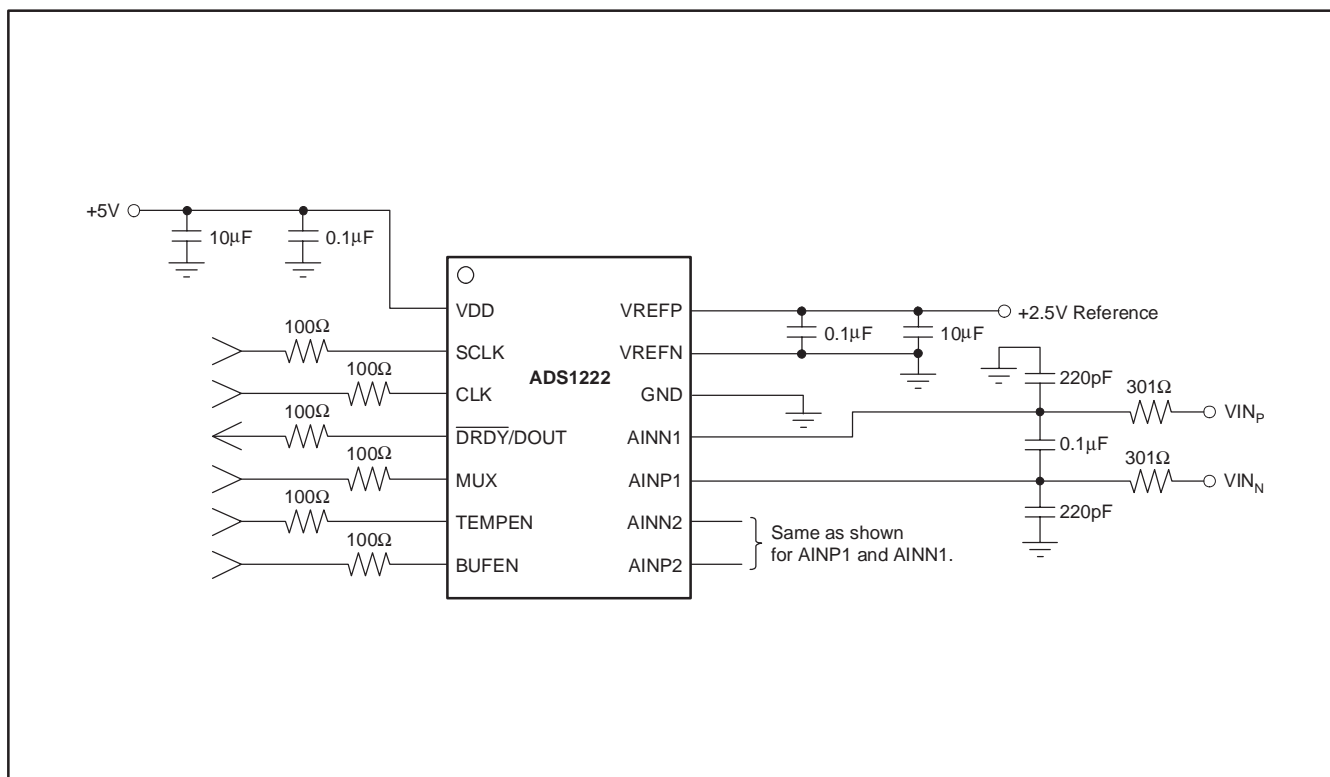 +5V
10µF
0.1µF
VDD
VREFP
0.1µF
10µF
+2.5V Reference
100Ω
SCLK
VREFN
ADS1222
100Ω
CLK
GND
220pF
301Ω
VIN_P
100Ω
DRDY/DOUT
AINN1
0.1µF
301Ω
100Ω
MUX
AINP1
VIN_N
220pF
100Ω
TEMPEN
AINN2
Same as shown
for AINP1 and AINN1.
100Ω
BUFEN
AINP2